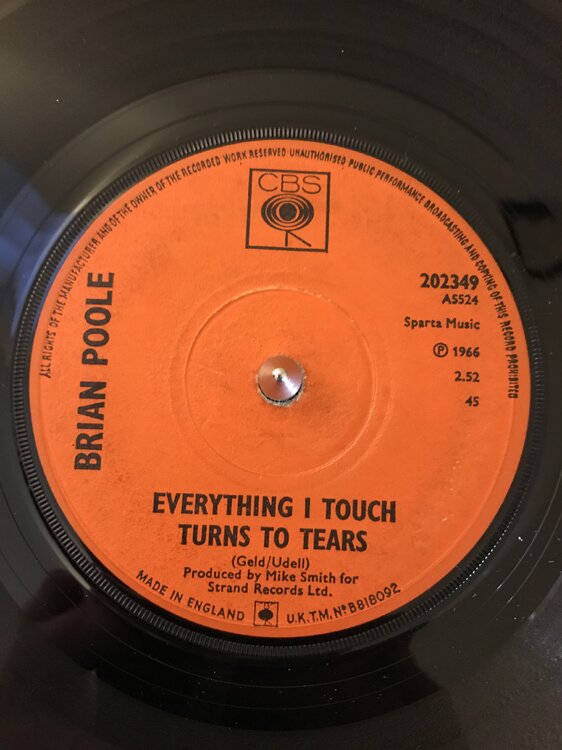 ALL RIGHTS OF THE MANUFACTURER AND OF THE OWNER OF THE RECORDED WORK RESERVED UNAUTHORISED PUBLIC PERFORMANCE BROADCASTING AND COPYING OF THIS RECORD PROHIBITED
CBS
BRIAN POOLE
202349
AS524
Sparta Music
Ⓟ 1966
2.52
45
EVERYTHING I TOUCH
TURNS TO TEARS
(Geld/Udell)
Produced by Mike Smith for
Strand Records Ltd.
MADE IN ENGLAND U.K.T.M. Nº B818092